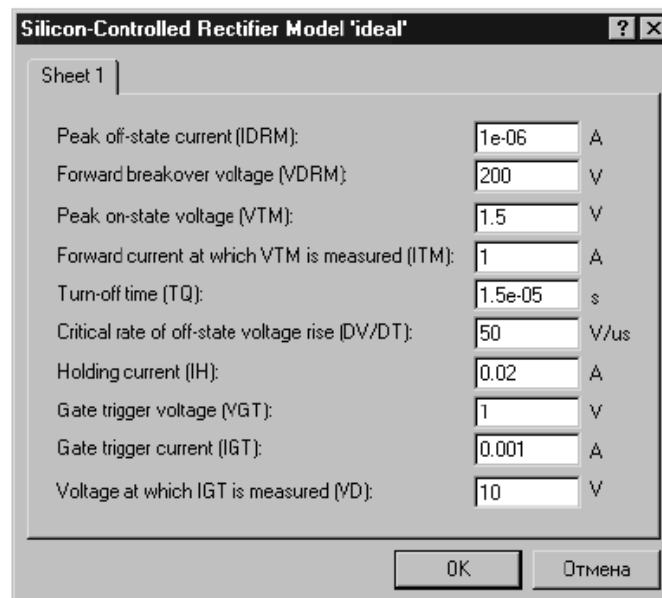 Silicon-Controlled Rectifier Model 'ideal' ? X
Sheet 1
Peak off-state current (IDRM): 1e-06 A
Forward breakover voltage (VDRM): 200 V
Peak on-state voltage (VTM): 1.5 V
Forward current at which VTM is measured (ITM): 1 A
Turn-off time (TQ): 1.5e-05 s
Critical rate of off-state voltage rise (DV/DT): 50 V/us
Holding current (IH): 0.02 A
Gate trigger voltage (VGT): 1 V
Gate trigger current (IGT): 0.001 A
Voltage at which IGT is measured (VD): 10 V
OK Отмена